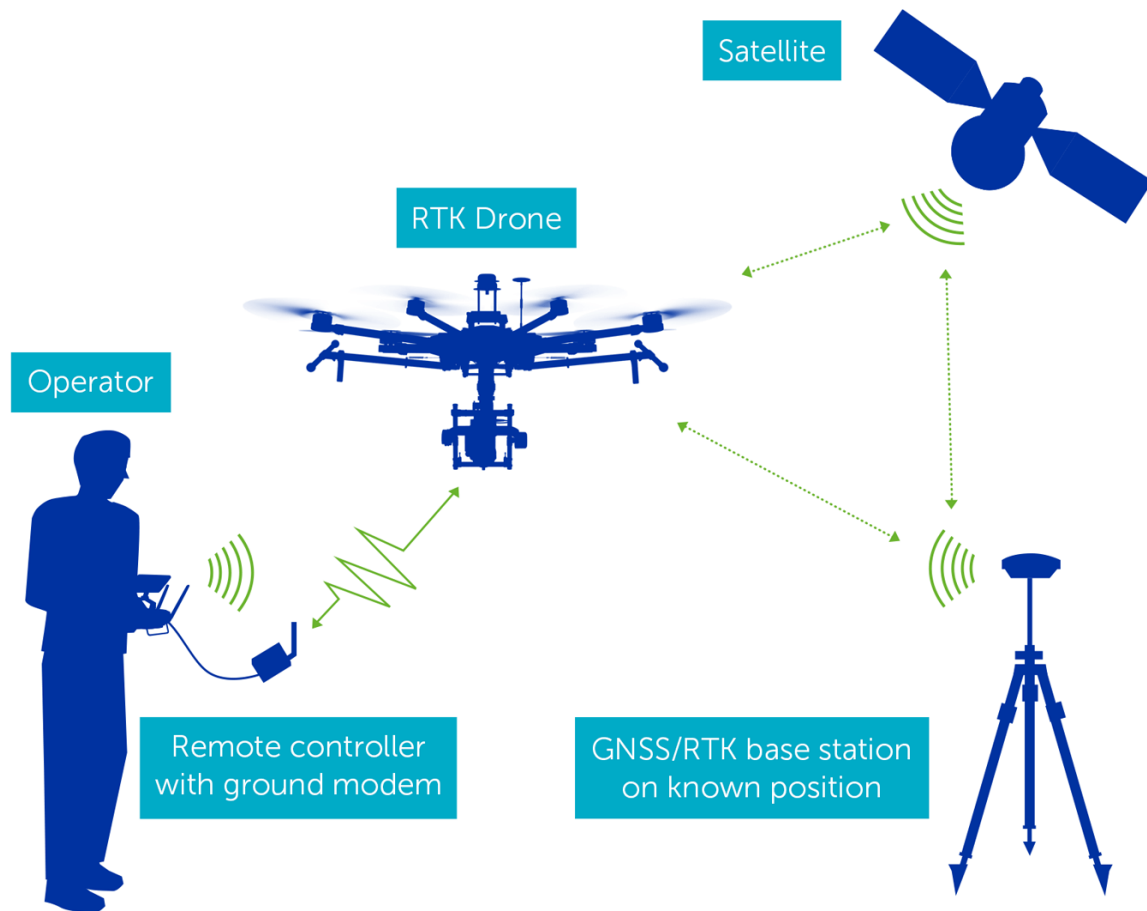 Satellite
RTK Drone
Operator
Remote controller
with ground modem
GNSS/RTK base station
on known position